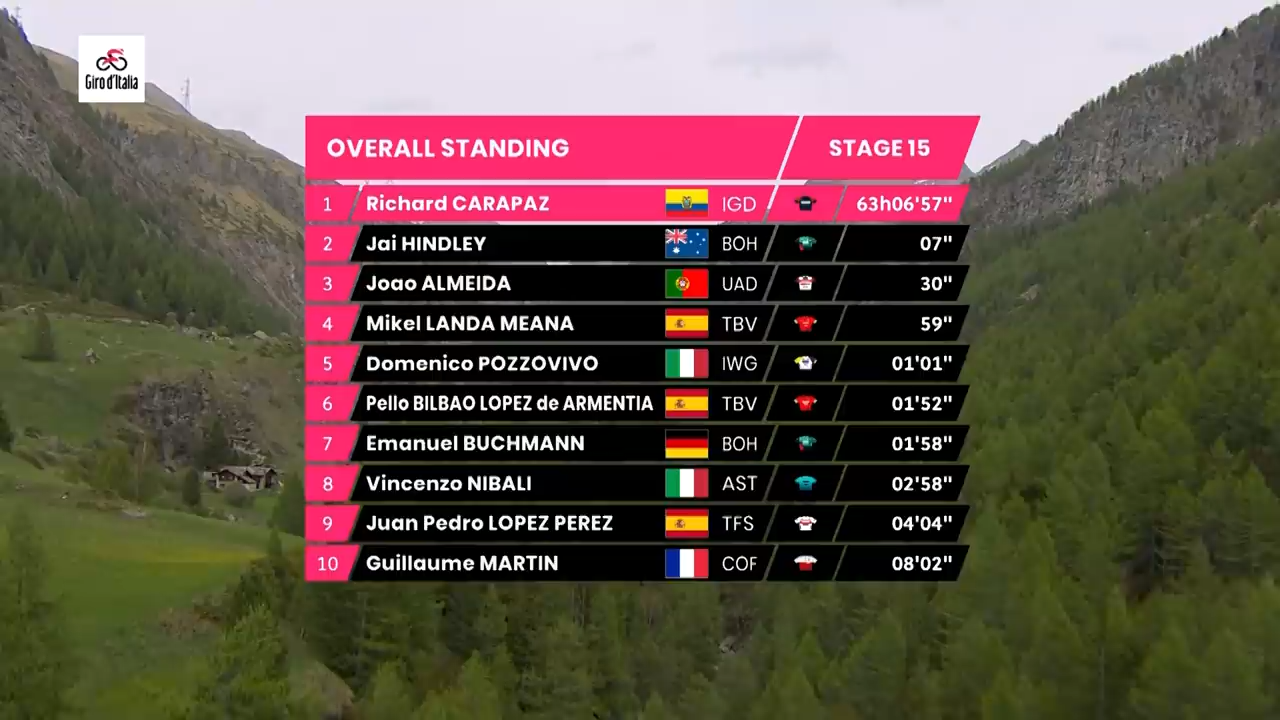 Giro d'Italia
OVERALL STANDING STAGE 15
1 Richard CARAPAZ IGD 63h06'57"
2 Jai HINDLEY BOH 07"
3 Joao ALMEIDA UAD 30"
4 Mikel LANDA MEANA TBV 59"
5 Domenico POZZOVIVO IWG 01'01"
6 Pello BILBAO LOPEZ de ARMENTIA TBV 01'52"
7 Emanuel BUCHMANN BOH 01'58"
8 Vincenzo NIBALI AST 02'58"
9 Juan Pedro LOPEZ PEREZ TFS 04'04"
10 Guillaume MARTIN COF 08'02"